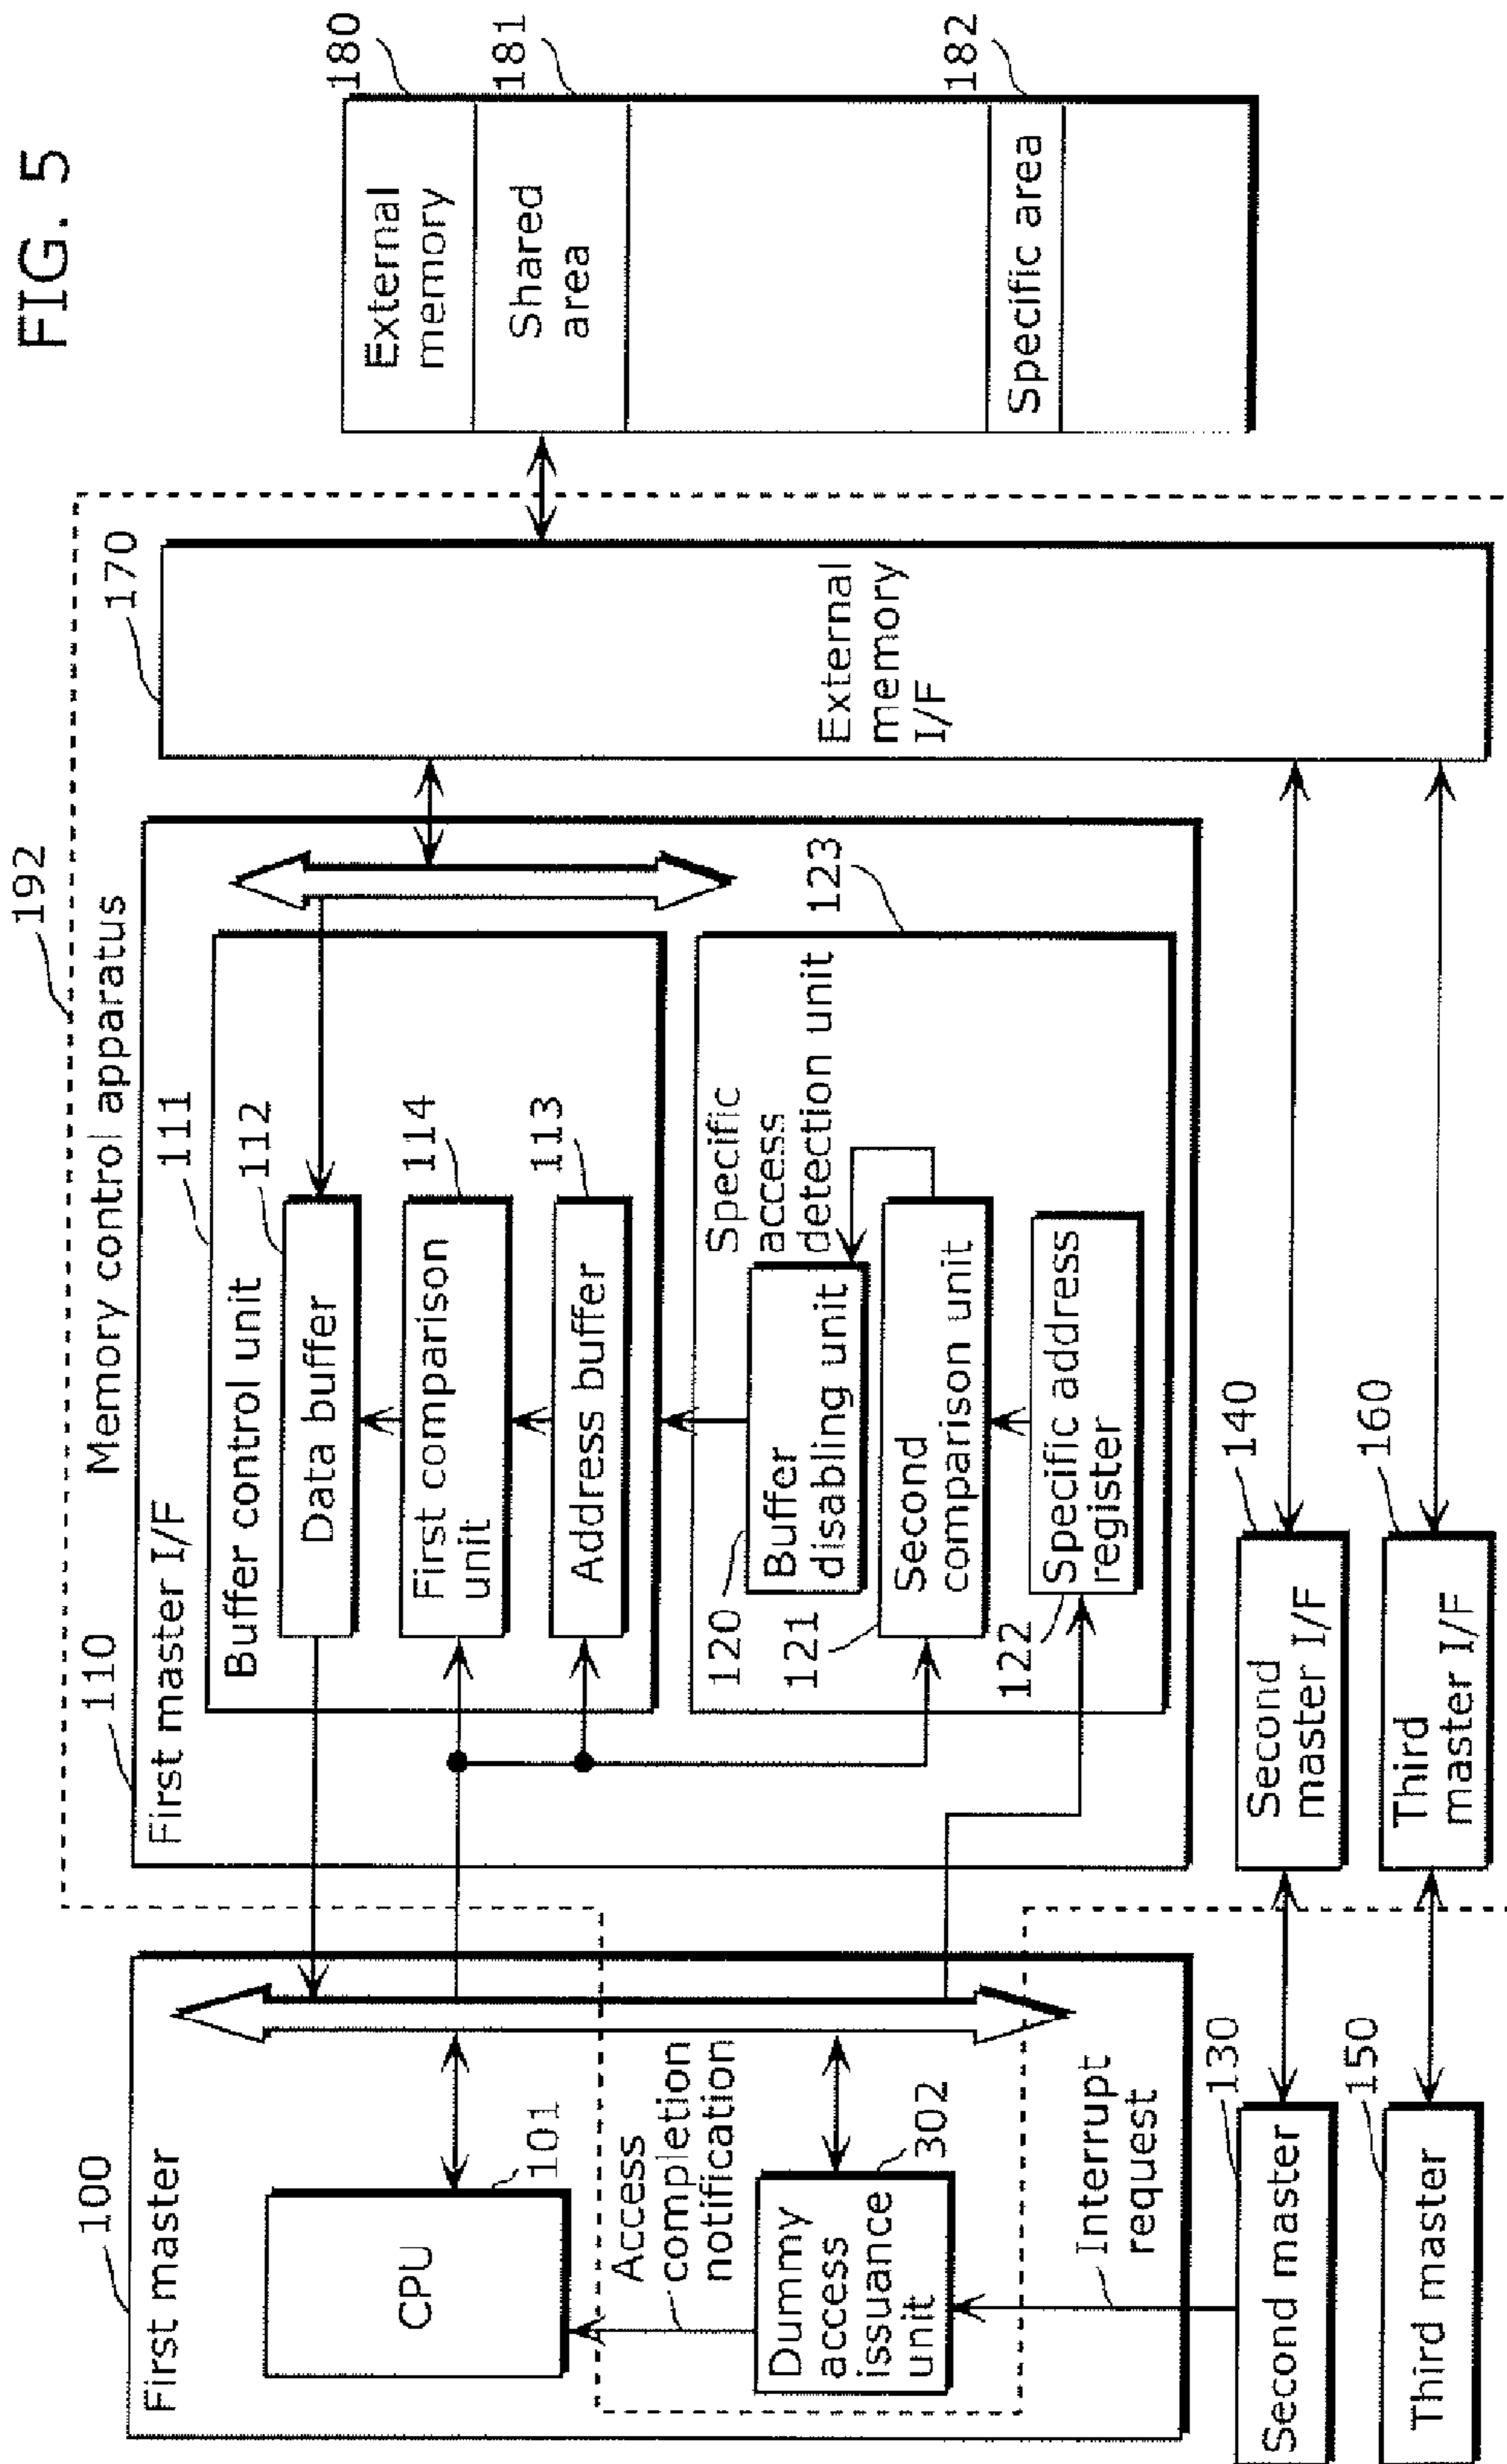 FIG. 5
192
Memory control apparatus
100
First master
101
CPU
Access
completion
notification
Dummy
access
issuance
unit
302
Interrupt
request
110
First master I/F
111
Buffer control unit
112
Data buffer
114
First comparison
unit
113
Address buffer
123
Specific
access
detection unit
120
Buffer
disabling unit
121
Second
comparison unit
122
Specific address
register
170
External
memory
I/F
180
External
memory
181
Shared
area
182
Specific area
130
Second master
140
Second
master I/F
150
Third master
160
Third
master I/F